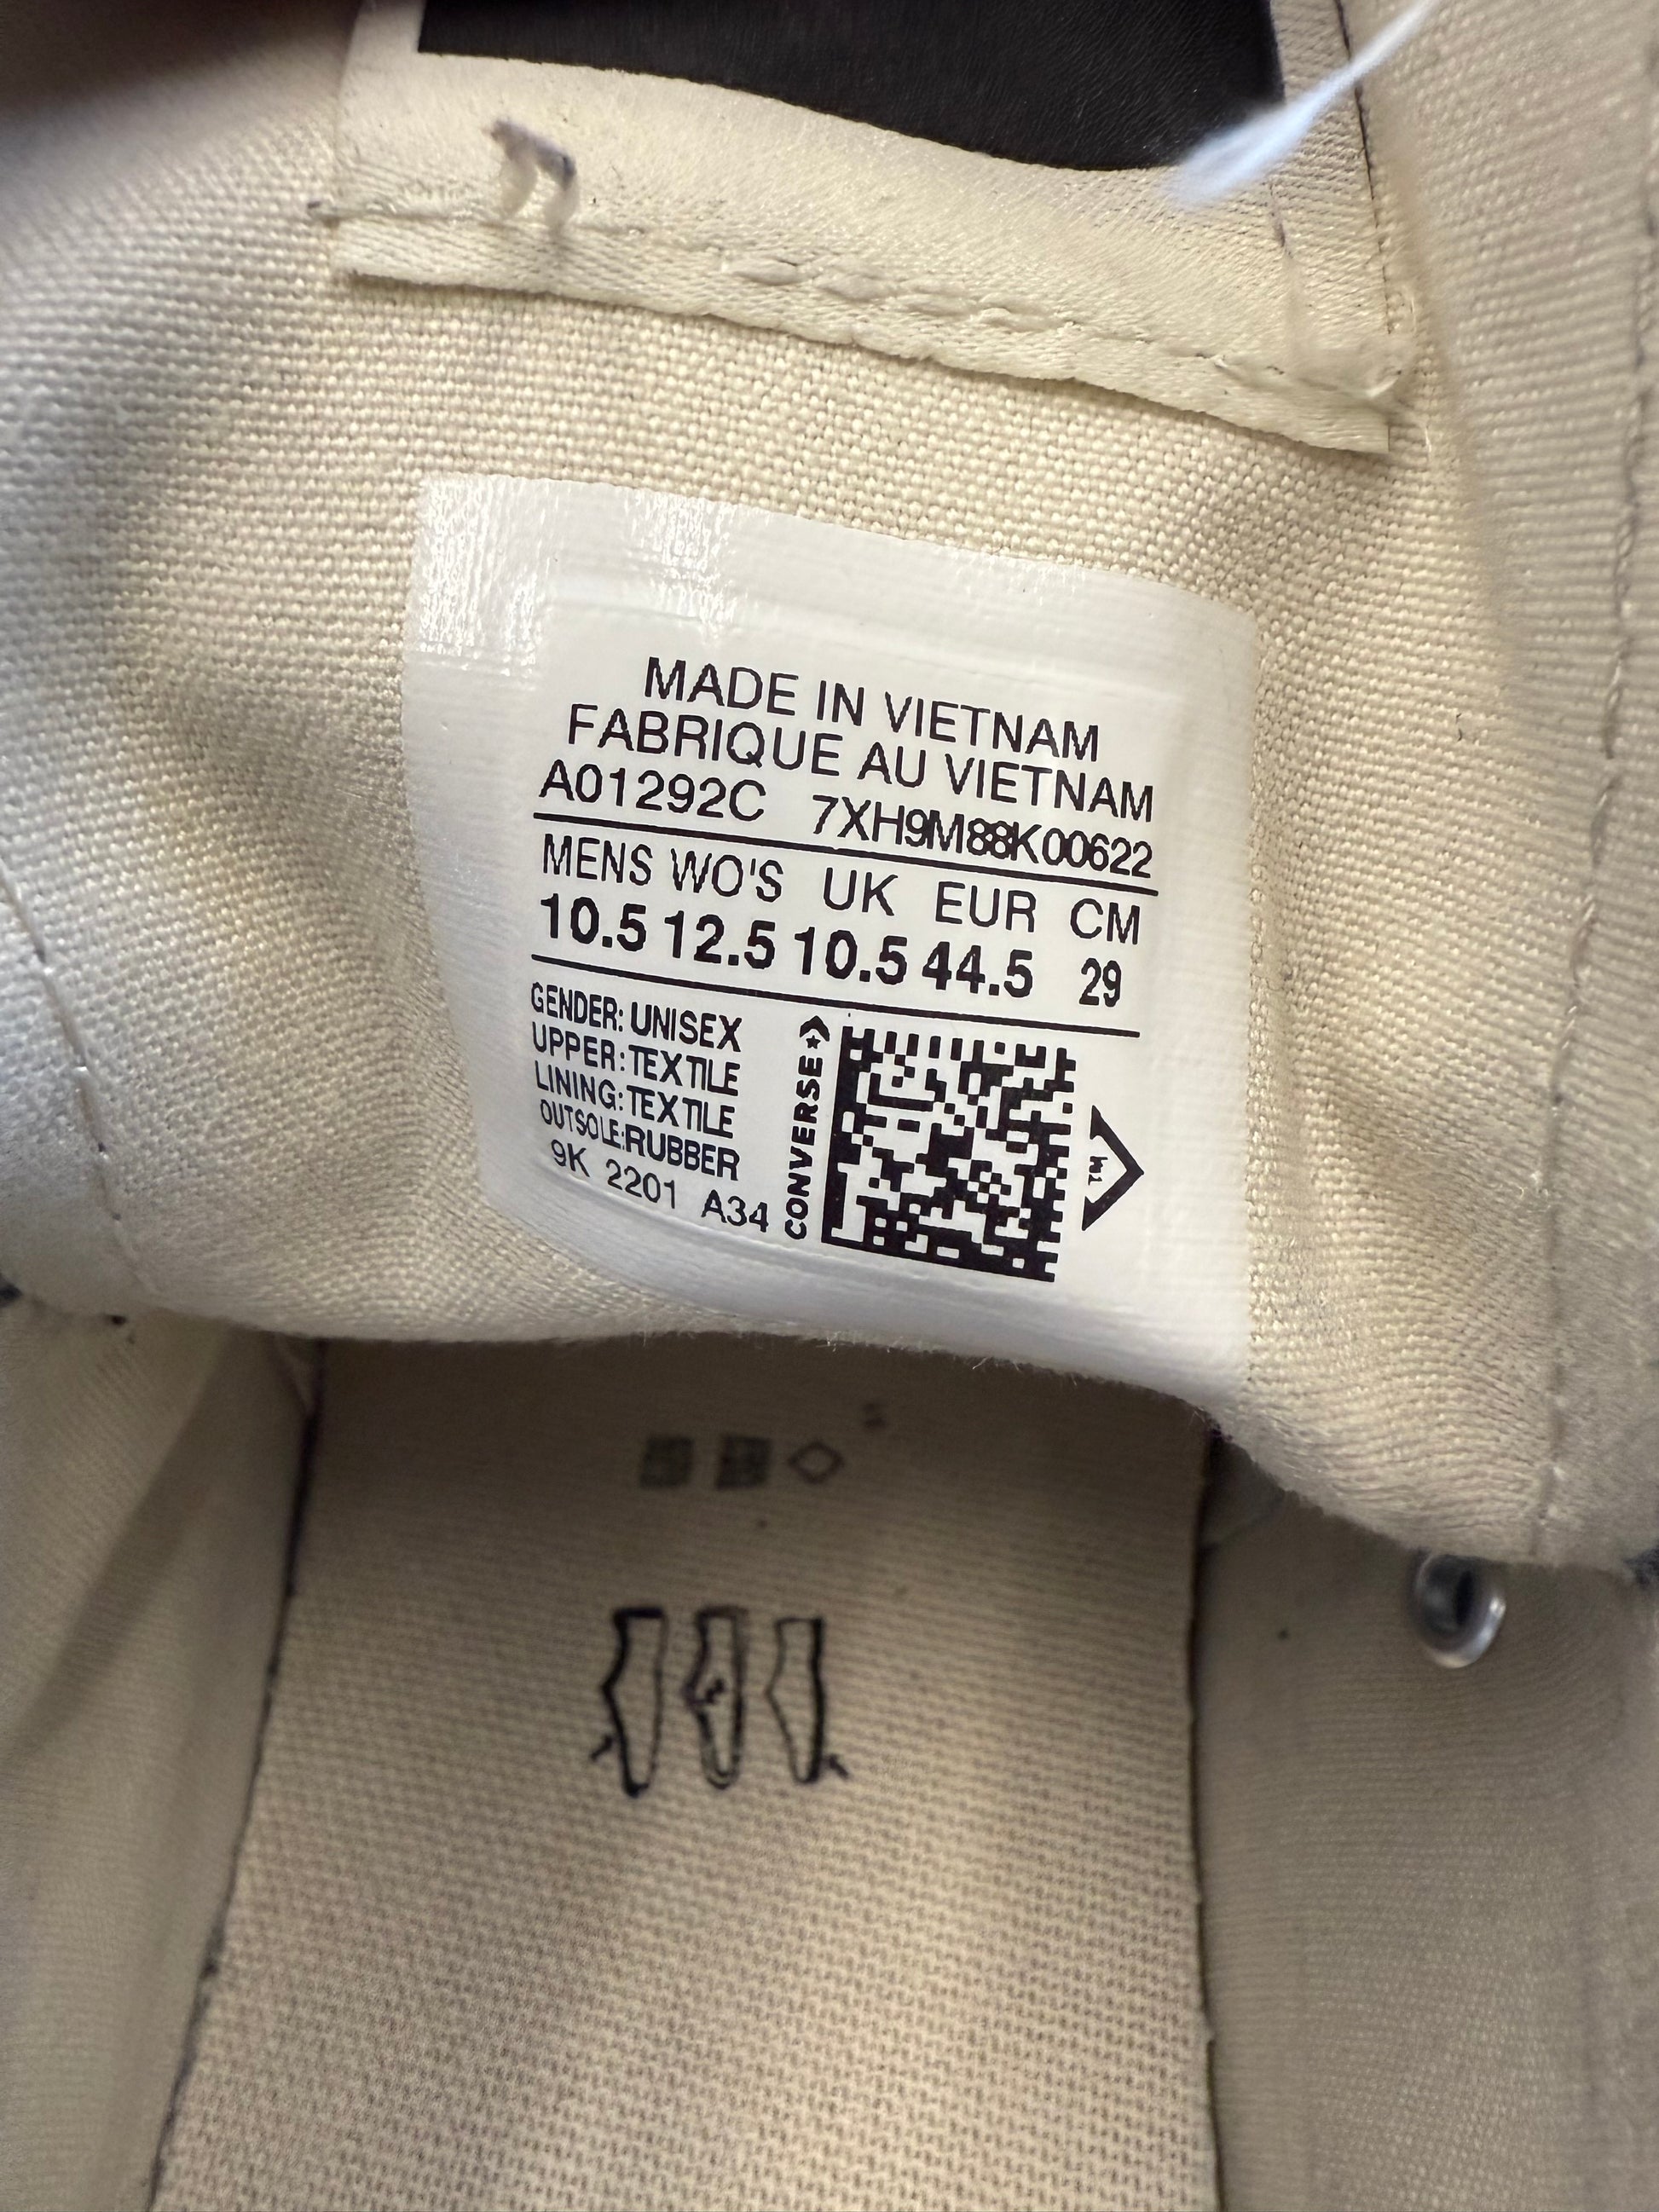 MADE IN VIETNAM
FABRIQUE AU VIETNAM
A01292C 7XH9M88K00622
MENS WO'S UK EUR CM
10.5 12.5 10.5 44.5 29
GENDER: UNISEX
UPPER: TEXTILE
LINING: TEXTILE
OUTSOLE: RUBBER
9K 2201 A34
CONVERSE